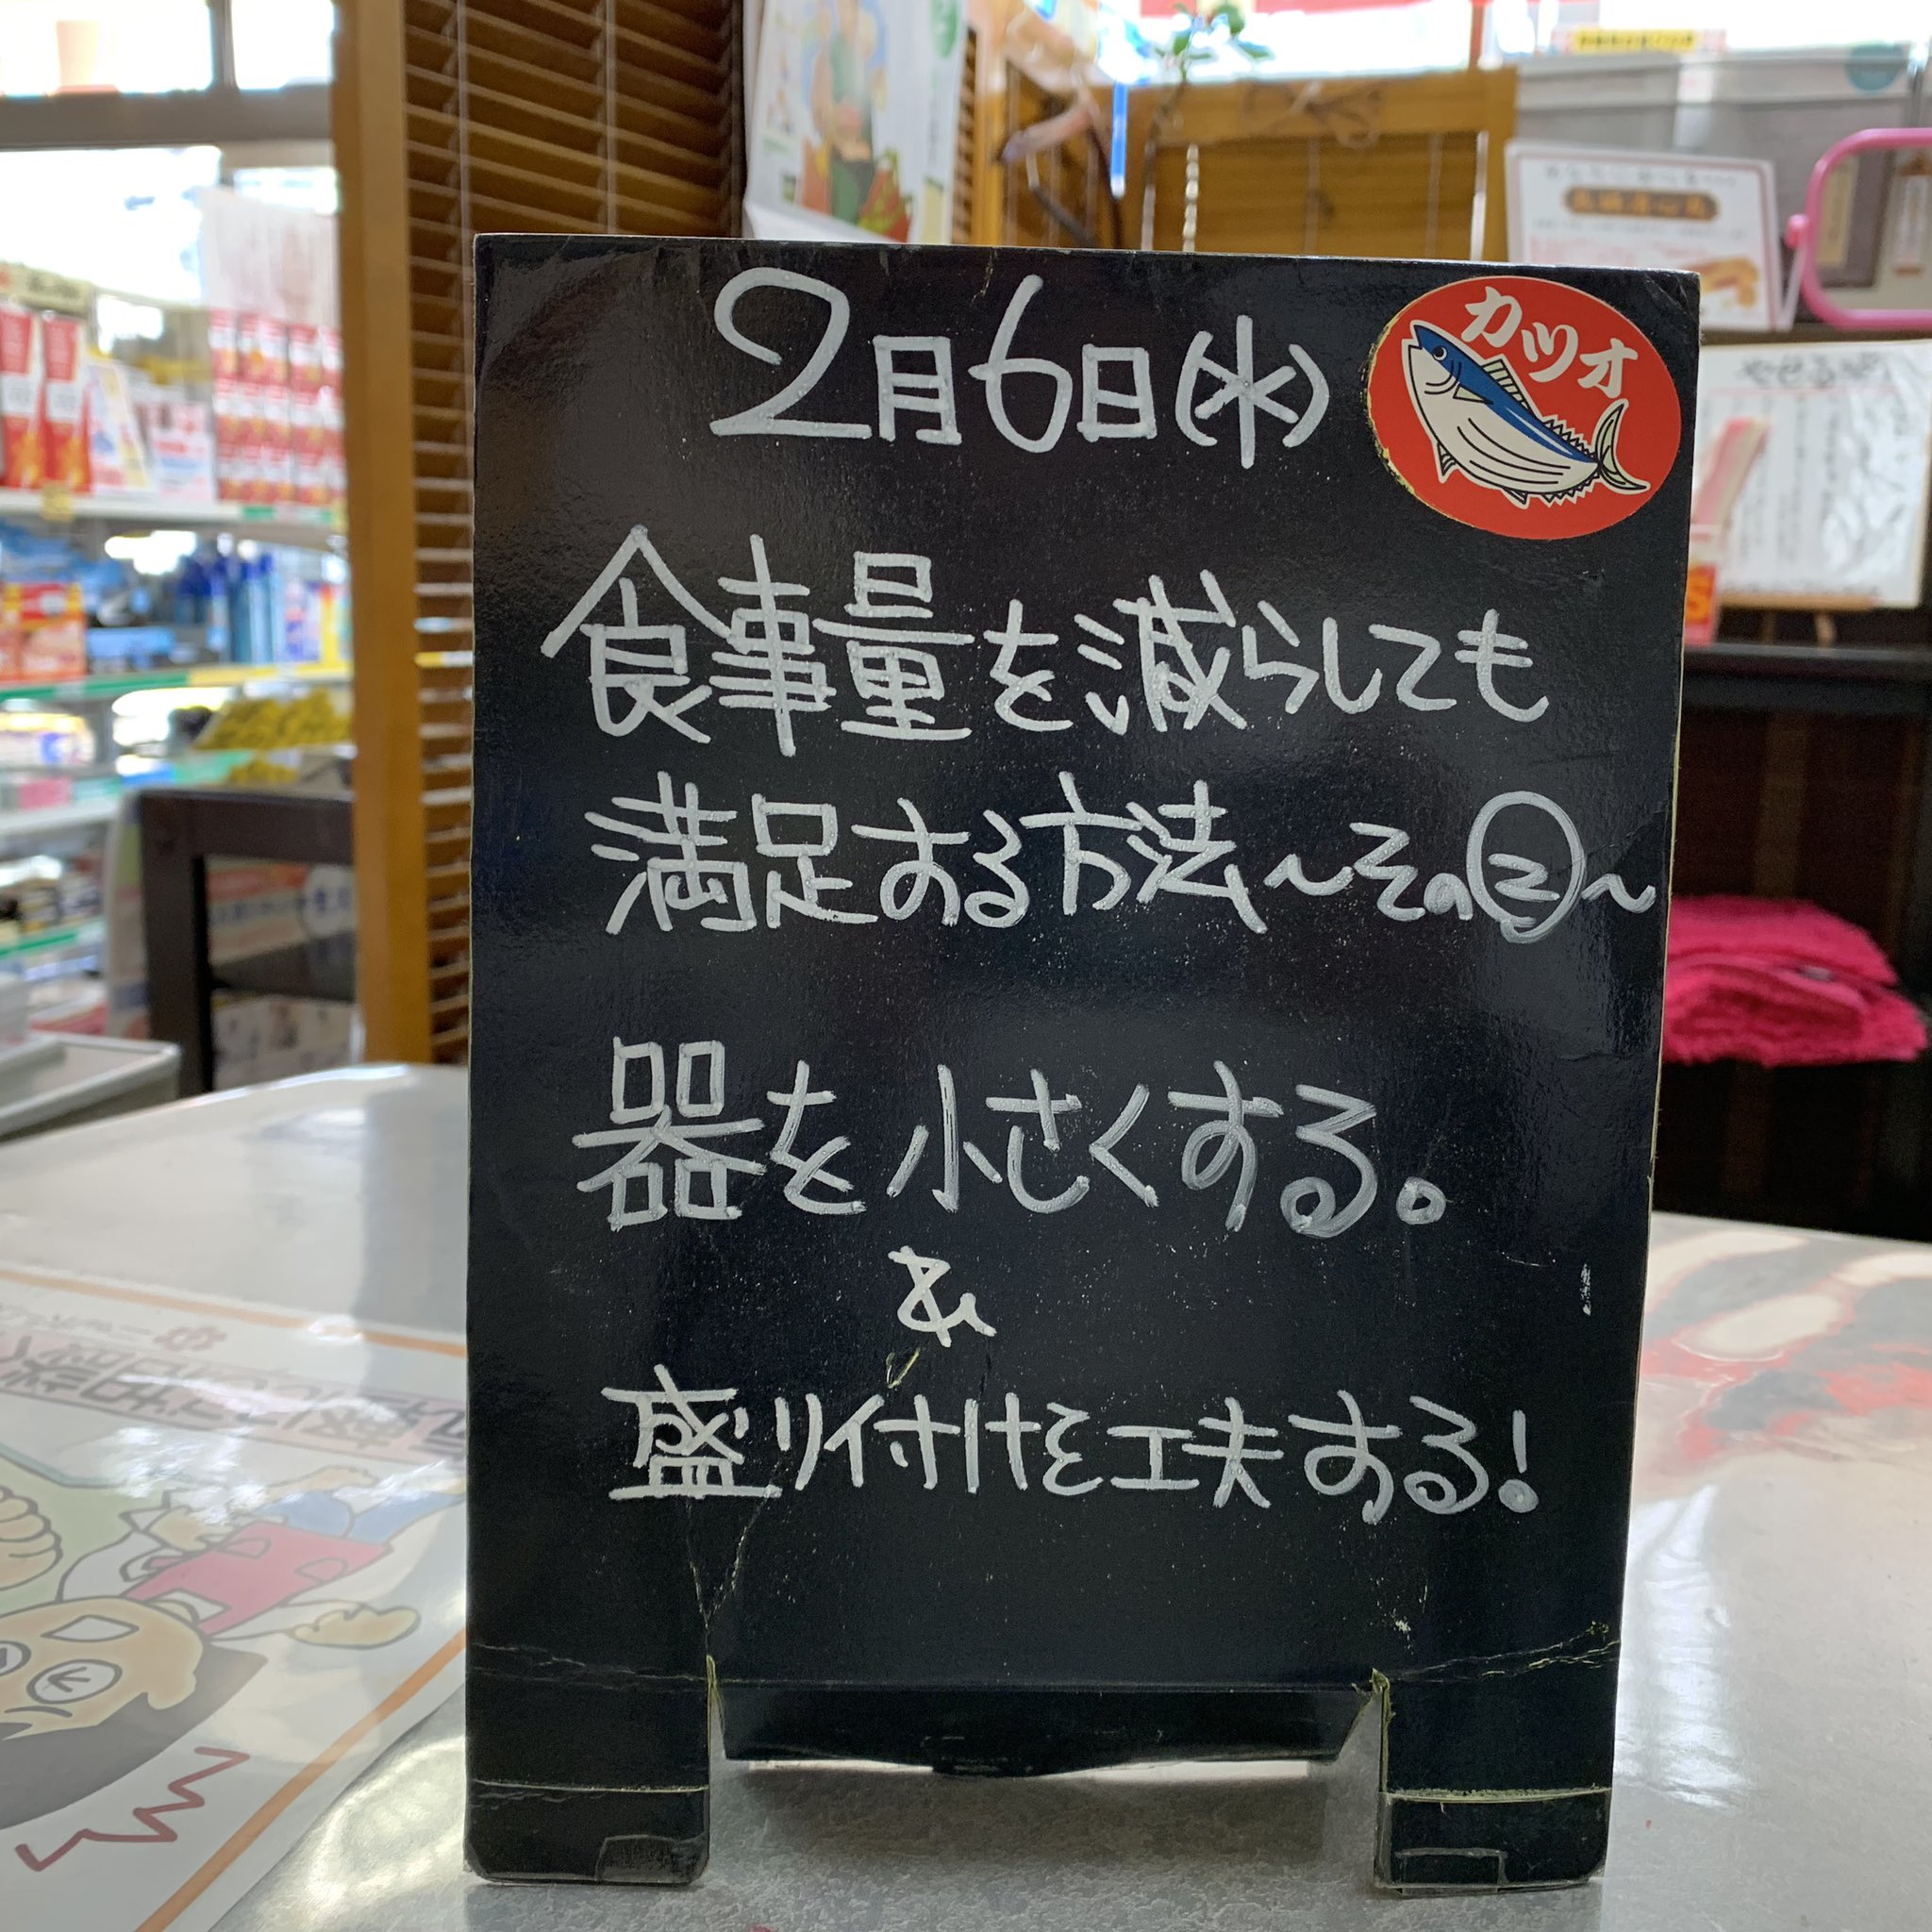 2月6日(水)
カツオ
食事量を減らしても
満足する方法〜その②〜
器を小さくする。
&
盛り付けを工夫する!